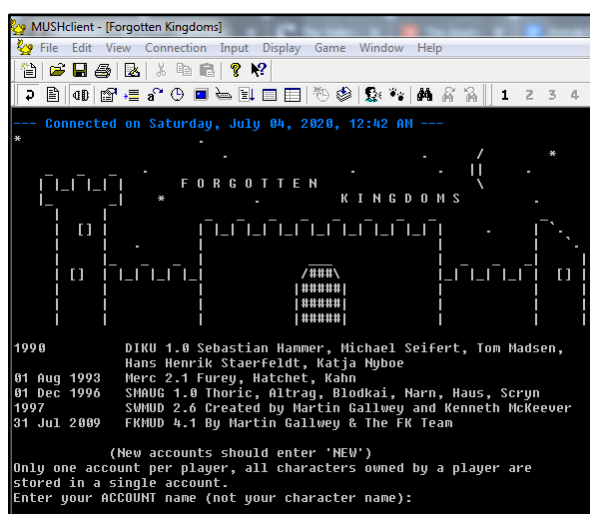 MUSHclient - [Forgotten Kingdoms]
File Edit View Connection Input Display Game Window Help
1 2 3 4
--- Connected on Saturday, July 04, 2020, 12:42 AM ---
F O R G O T T E N
K I N G D O M S
1990 DIKU 1.0 Sebastian Hammer, Michael Seifert, Tom Madsen,
Hans Henrik Staerfeldt, Katja Nyboe
01 Aug 1993 Merc 2.1 Furey, Hatchet, Kahn
01 Dec 1996 SMAUG 1.0 Thoric, Altrag, Blodkai, Narn, Haus, Scryn
1997 SWMUD 2.6 Created by Martin Gallwey and Kenneth McKeever
31 Jul 2009 FKMUD 4.1 By Martin Gallwey & The FK Team
(New accounts should enter 'NEW')
Only one account per player, all characters owned by a player are
stored in a single account.
Enter your ACCOUNT name (not your character name):